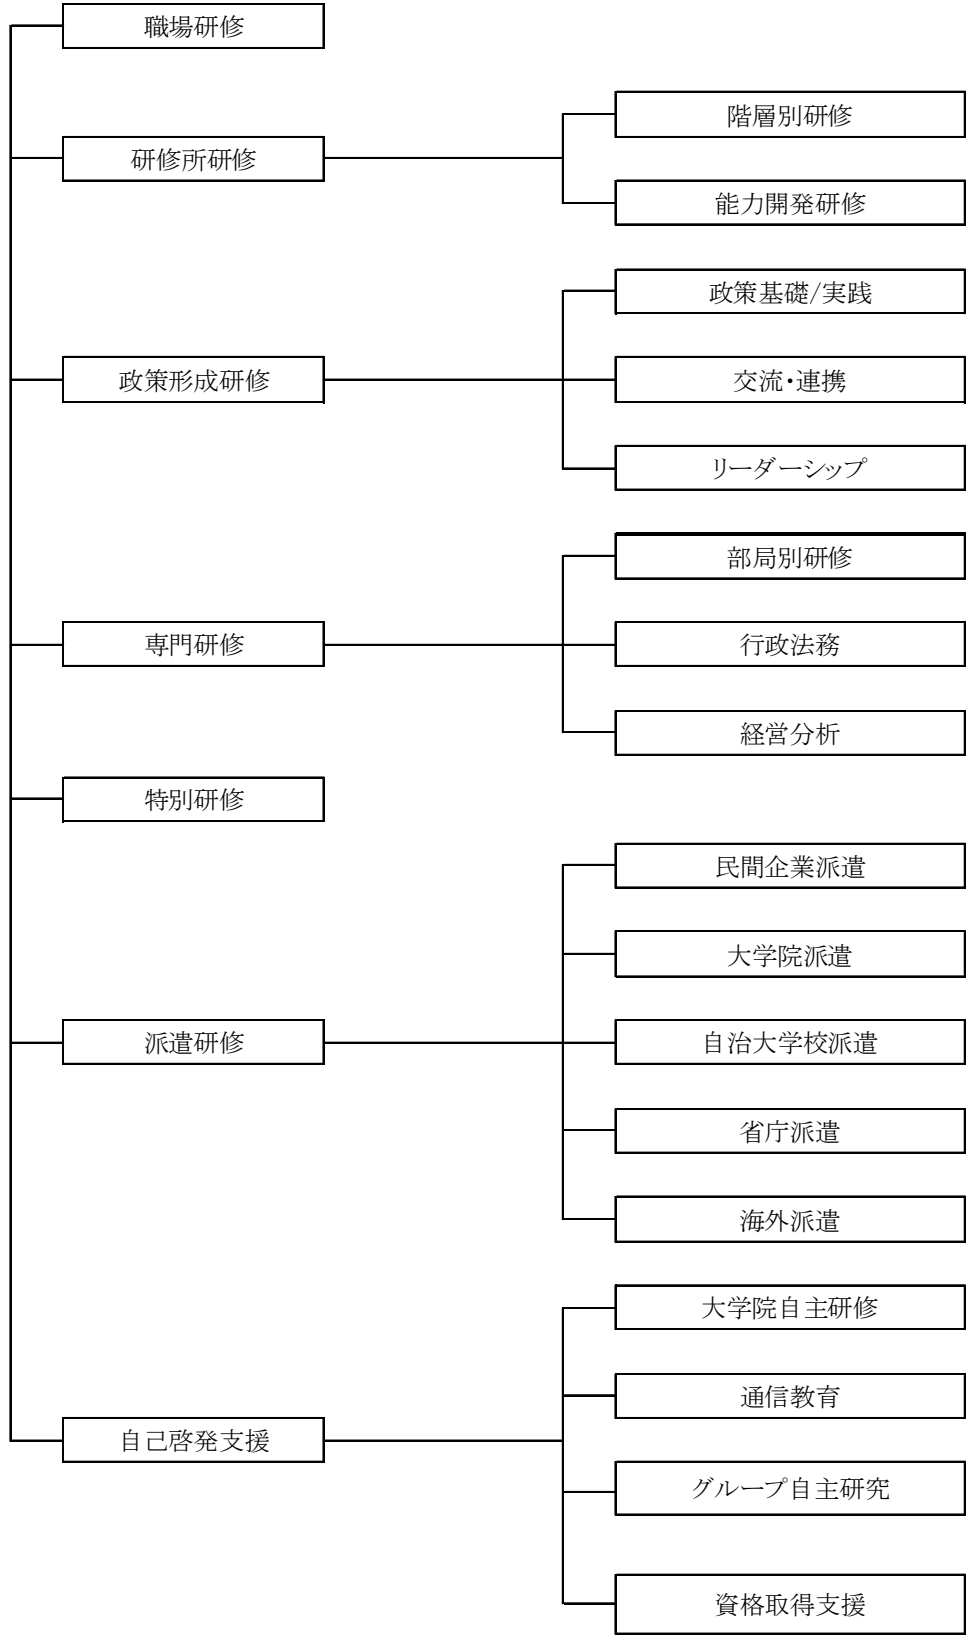 職場研修
研修所研修
階層別研修
能力開発研修
政策形成研修
政策基礎/実践
交流・連携
リーダーシップ
専門研修
部局別研修
行政法務
経営分析
特別研修
派遣研修
民間企業派遣
大学院派遣
自治大学校派遣
省庁派遣
海外派遣
自己啓発支援
大学院自主研修
通信教育
グループ自主研究
資格取得支援